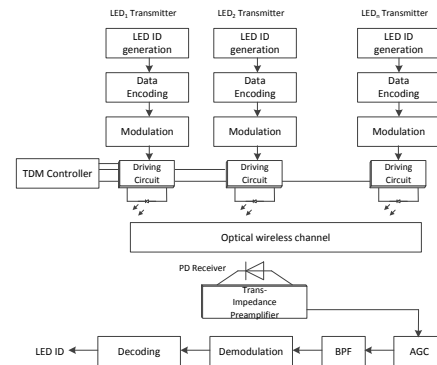 LED1 Transmitter
LED2 Transmitter
LEDn Transmitter
LED ID
generation
LED ID
generation
LED ID
generation
Data
Encoding
Data
Encoding
Data
Encoding
Modulation
Modulation
Modulation
TDM Controller
Driving
Circuit
Driving
Circuit
Driving
Circuit
Optical wireless channel
PD Receiver
Trans-
Impedance
Preamplifier
LED ID
Decoding
Demodulation
BPF
AGC